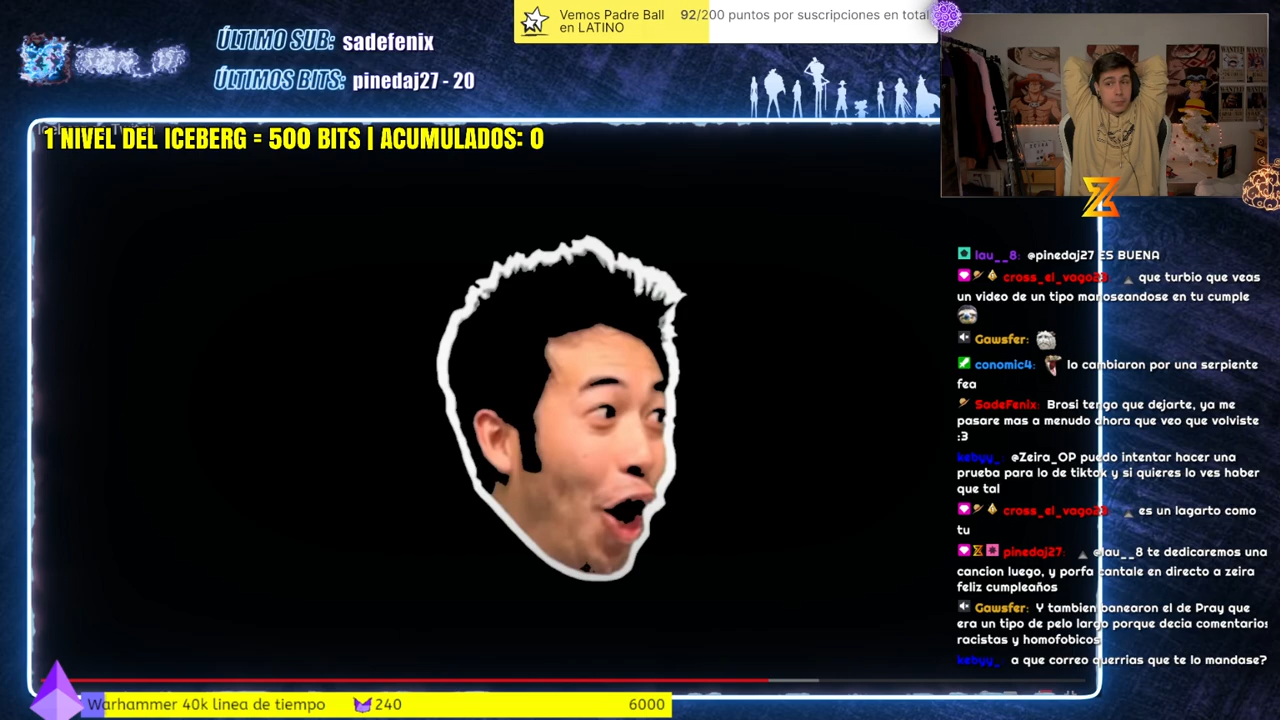 ÚLTIMO SUB: sadefenix
ÚLTIMOS BITS: pinedaj27 - 20
Vemos Padre Ball
en LATINO
92/200 puntos por suscripciones en total
1 NIVEL DEL ICEBERG = 500 BITS | ACUMULADOS: 0
WANTED
WANTED
lau__8: @pinedaj27 ES BUENA
cross_el_vago23 que turbio que veas
un video de un tipo manoseandose en tu cumple
Gawsfer:
conomic4: lo cambiaron por una serpiente
fea
SadeFenix: Brosi tengo que dejarte, ya me
pasare mas a menudo ahora que veo que volviste
:3
kebyy_: @Zeira_OP puedo intentar hacer una
prueba para lo de tiktok y si quieres lo ves haber
que tal
cross_el_vago23 es un lagarto como
tu
pinedaj27: @lau__8 te dedicaremos una
cancion luego, y porfa cantale en directo a zeira
feliz cumpleaños
Gawsfer: Y tambien banearon el de Pray que
era un tipo de pelo largo porque decia comentarios
racistas y homofobicos
kebyy_: a que correo querrias que te lo mandase?
Warhammer 40k linea de tiempo 240 6000